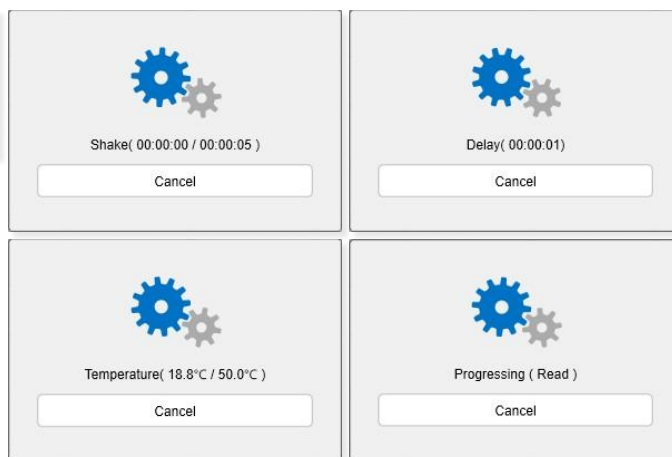 Shake( 00:00:00 / 00:00:05 )
Cancel
Delay( 00:00:01)
Cancel
Temperature( 18.8℃ / 50.0℃ )
Cancel
Progressing ( Read )
Cancel